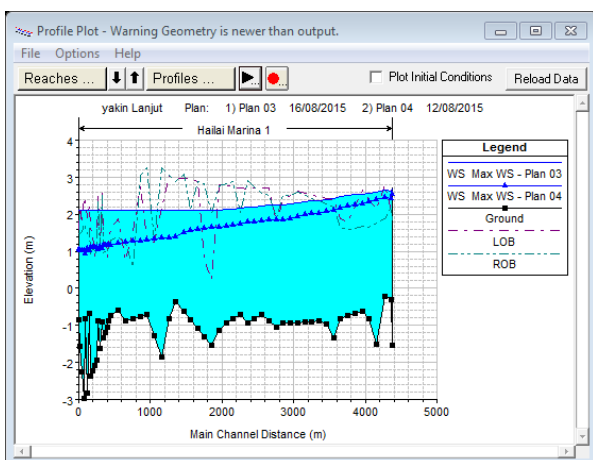 Profile Plot - Warning Geometry is newer than output.
File Options Help
Reaches ... Profiles ... ... ... Plot Initial Conditions Reload Data
yakin Lanjut Plan: 1) Plan 03 16/08/2015 2) Plan 04 12/08/2015
Hailai Marina 1
Legend
WS Max WS - Plan 03
WS Max WS - Plan 04
Ground
LOB
ROB
4
3
2
1
0
-1
-2
-3
Elevation (m)
0 1000 2000 3000 4000 5000
Main Channel Distance (m)